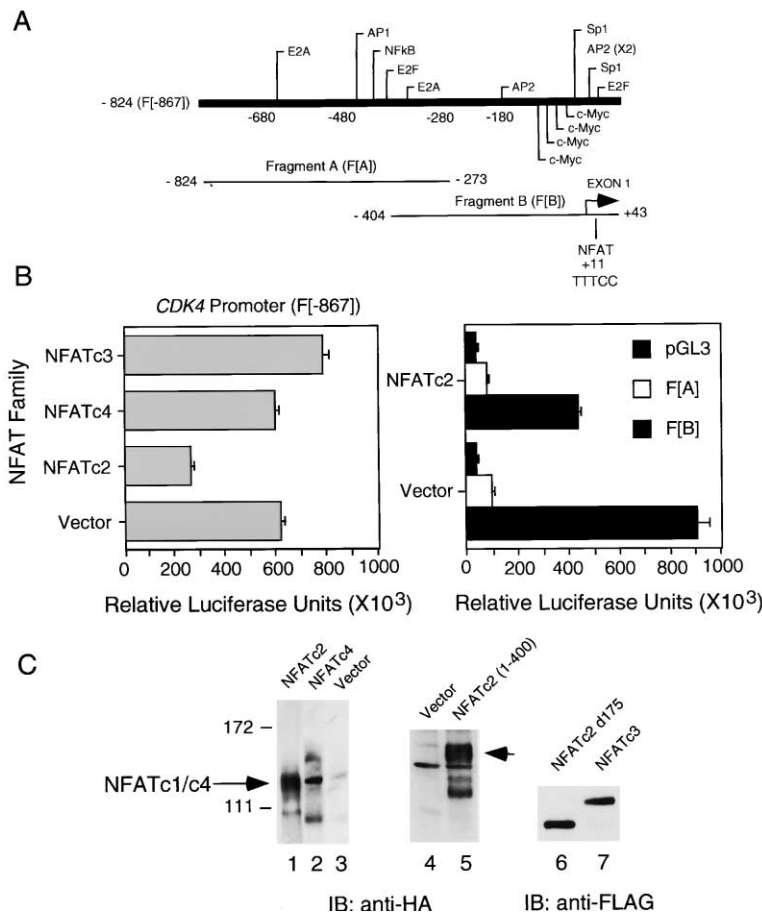 A
E2A
AP1
NFkB
E2F
E2A
AP2
Sp1
AP2 (X2)
Sp1
E2F
- 824 (F[-867])
-680
-480
-280
-180
c-Myc
c-Myc
c-Myc
c-Myc
Fragment A (F[A])
- 824
- 273
EXON 1
Fragment B (F[B])
- 404
+43
NFAT
+11
TTTCC
B
CDK4 Promoter (F[-867])
NFAT Family
NFATc3
NFATc4
NFATc2
Vector
0 200 400 600 800 1000
Relative Luciferase Units (X10³)
NFATc2
Vector
pGL3
F[A]
F[B]
0 200 400 600 800 1000
Relative Luciferase Units (X10³)
C
NFATc2
NFATc4
Vector
172
NFATc1/c4
111
1 2 3
Vector
NFATc2 (1-400)
4 5
IB: anti-HA
NFATc2 d175
NFATc3
6 7
IB: anti-FLAG